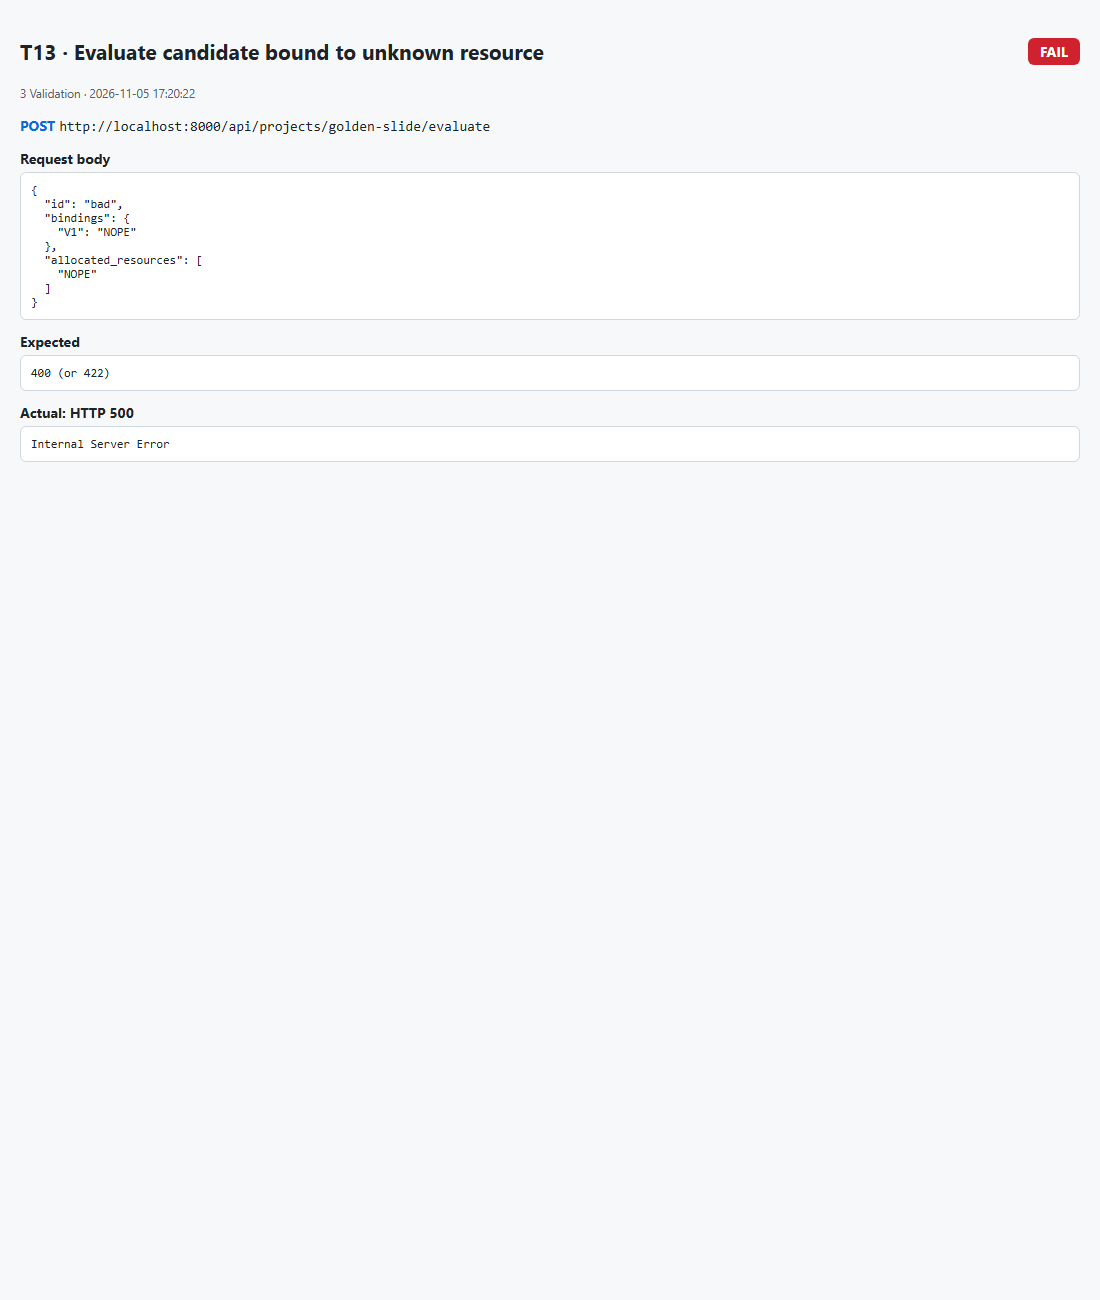 T13 · Evaluate candidate bound to unknown resource
FAIL
3 Validation · 2026-11-05 17:20:22
POST http://localhost:8000/api/projects/golden-slide/evaluate
Request body
{
  "id": "bad",
  "bindings": {
    "V1": "NOPE"
  },
  "allocated_resources": [
    "NOPE"
  ]
}
Expected
400 (or 422)
Actual: HTTP 500
Internal Server Error